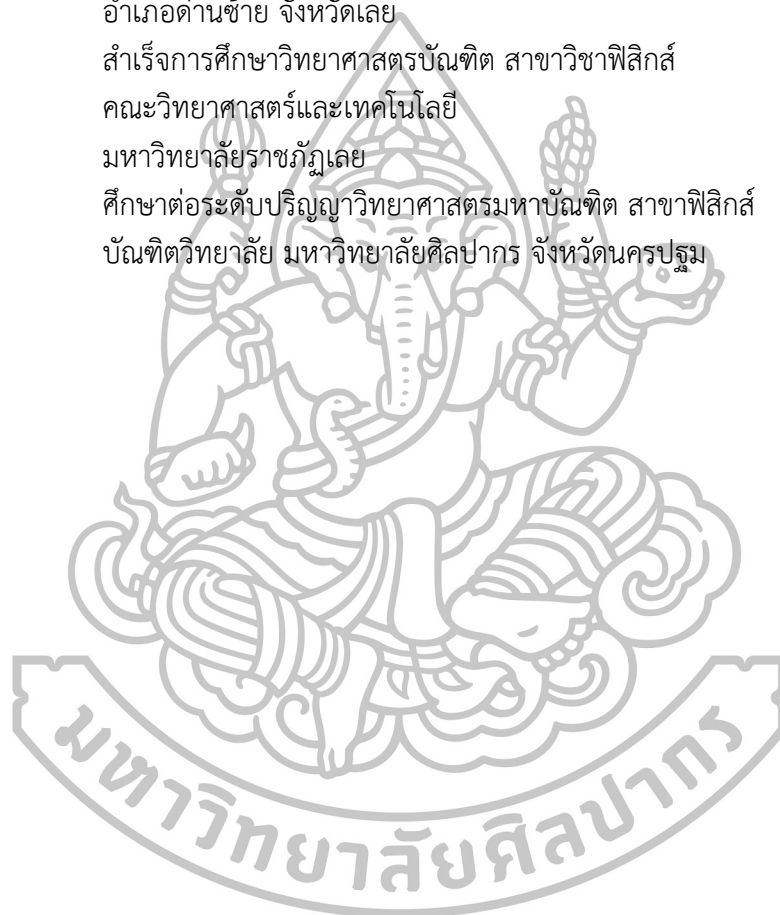 อำเภอด่านซ้าย จังหวัดเลย
สำเร็จการศึกษาวิทยาศาสตรบัณฑิต สาขาวิชาฟิสิกส์
คณะวิทยาศาสตร์และเทคโนโลยี
มหาวิทยาลัยราชภัฏเลย
ศึกษาต่อระดับปริญญาวิทยาศาสตรมหาบัณฑิต สาขาฟิสิกส์
บัณฑิตวิทยาลัย มหาวิทยาลัยศิลปากร จังหวัดนครปฐม
มหาวิทยาลัยศิลปากร